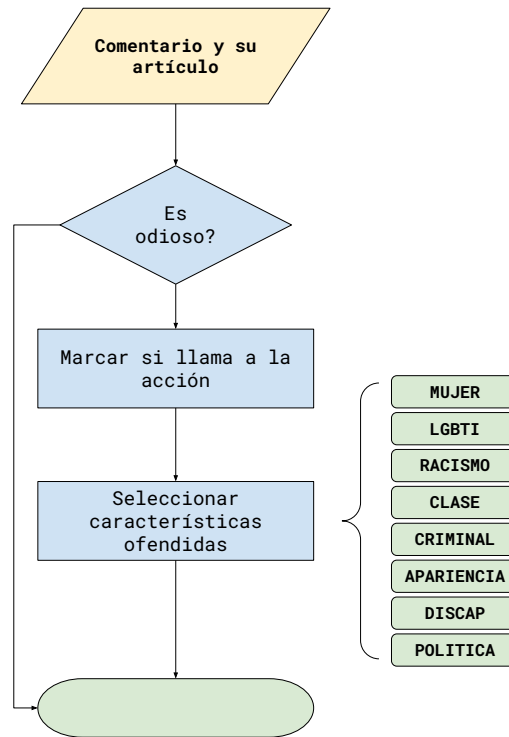 Comentario y su
artículo
Es
odioso?
Marcar si llama a la
acción
Seleccionar
características
ofendidas
MUJER
LGBTI
RACISMO
CLASE
CRIMINAL
APARIENCIA
DISCAP
POLITICA